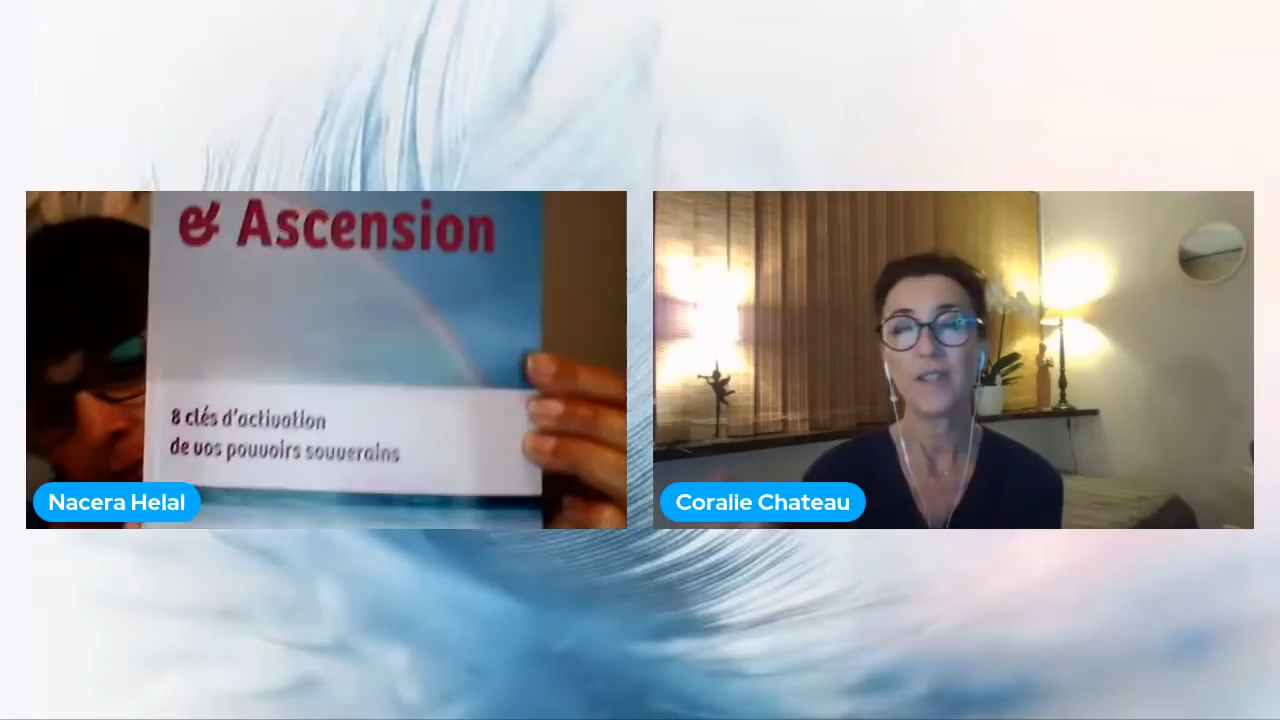 & Ascension
8 clés d'activation
de vos pouvoirs souverains
Nacera Helal
Coralie Chateau